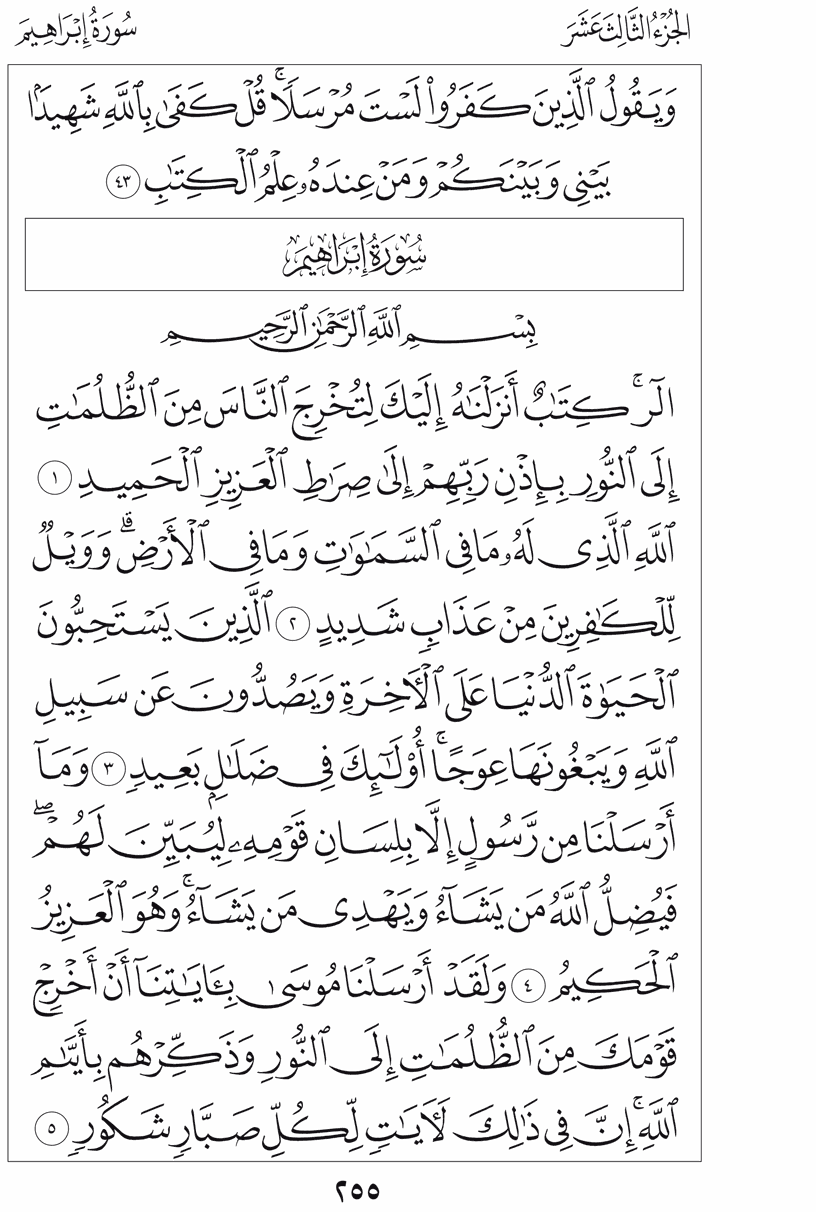 الجُزْءُ الثَّالِثَ عَشَرَ
سُورَةُ إِبْرَاهِيمَ
وَيَقُولُ ٱلَّذِينَ كَفَرُوا۟ لَسْتَ مُرْسَلًۭا ۚ قُلْ كَفَىٰ بِٱللَّهِ شَهِيدًۢا
بَيْنِى وَبَيْنَكُمْ وَمَنْ عِندَهُۥ عِلْمُ ٱلْكِتَـٰبِ ٤٣
سُورَةُ إِبْرَاهِيمَ
بِسْمِ ٱللَّهِ ٱلرَّحْمَـٰنِ ٱلرَّحِيمِ
الٓر ۚ كِتَـٰبٌ أَنزَلْنَـٰهُ إِلَيْكَ لِتُخْرِجَ ٱلنَّاسَ مِنَ ٱلظُّلُمَـٰتِ
إِلَى ٱلنُّورِ بِإِذْنِ رَبِّهِمْ إِلَىٰ صِرَٰطِ ٱلْعَزِيزِ ٱلْحَمِيدِ ١
ٱللَّهِ ٱلَّذِى لَهُۥ مَا فِى ٱلسَّمَـٰوَٰتِ وَمَا فِى ٱلْأَرْضِ ۗ وَوَيْلٌۭ
لِّلْكَـٰفِرِينَ مِنْ عَذَابٍۢ شَدِيدٍ ٢ ٱلَّذِينَ يَسْتَحِبُّونَ
ٱلْحَيَوٰةَ ٱلدُّنْيَا عَلَى ٱلْـَٔاخِرَةِ وَيَصُدُّونَ عَن سَبِيلِ
ٱللَّهِ وَيَبْغُونَهَا عِوَجًا ۚ أُو۟لَـٰٓئِكَ فِى ضَلَـٰلٍۭ بَعِيدٍۢ ٣ وَمَآ
أَرْسَلْنَا مِن رَّسُولٍ إِلَّا بِلِسَانِ قَوْمِهِۦ لِيُبَيِّنَ لَهُمْ ۖ
فَيُضِلُّ ٱللَّهُ مَن يَشَآءُ وَيَهْدِى مَن يَشَآءُ ۚ وَهُوَ ٱلْعَزِيزُ
ٱلْحَكِيمُ ٤ وَلَقَدْ أَرْسَلْنَا مُوسَىٰ بِـَٔايَـٰتِنَآ أَنْ أَخْرِجْ
قَوْمَكَ مِنَ ٱلظُّلُمَـٰتِ إِلَى ٱلنُّورِ وَذَكِّرْهُم بِأَيَّىٰمِ
ٱللَّهِ ۚ إِنَّ فِى ذَٰلِكَ لَـَٔايَـٰتٍۢ لِّكُلِّ صَبَّارٍۢ شَكُورٍۢ ٥
٢٥٥